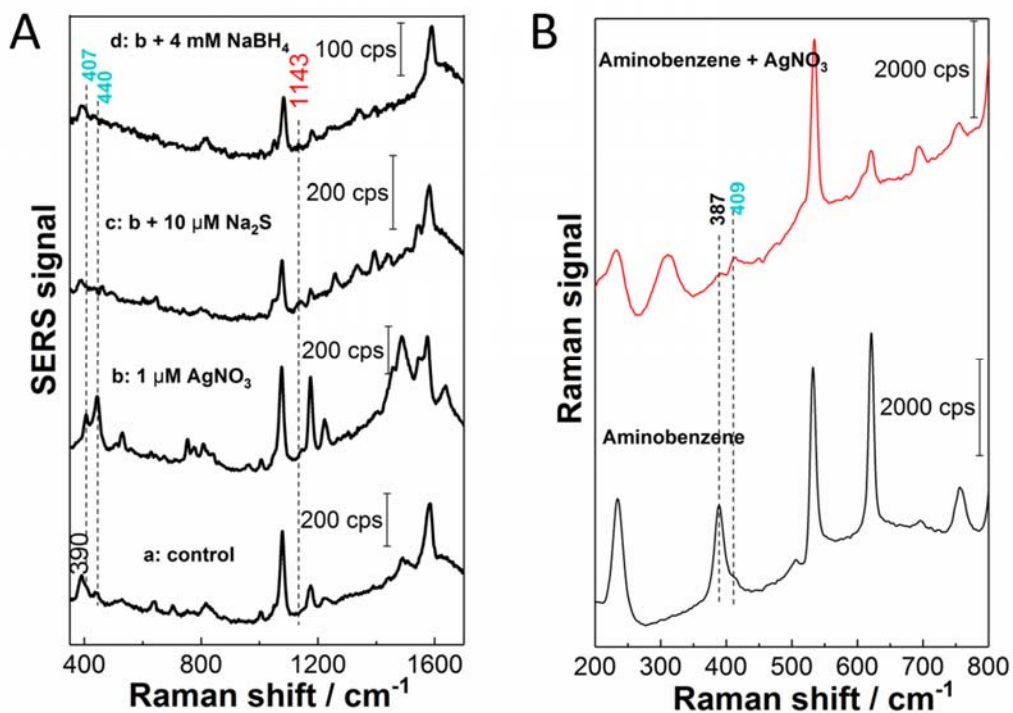 A
d: b + 4 mM NaBH4
100 cps
407
440
1143
200 cps
c: b + 10 µM Na2S
200 cps
b: 1 µM AgNO3
200 cps
390
a: control
SERS signal
400 800 1200 1600
Raman shift / cm-1
B
Aminobenzene + AgNO3
2000 cps
387
409
2000 cps
Aminobenzene
Raman signal
200 300 400 500 600 700 800
Raman shift / cm-1